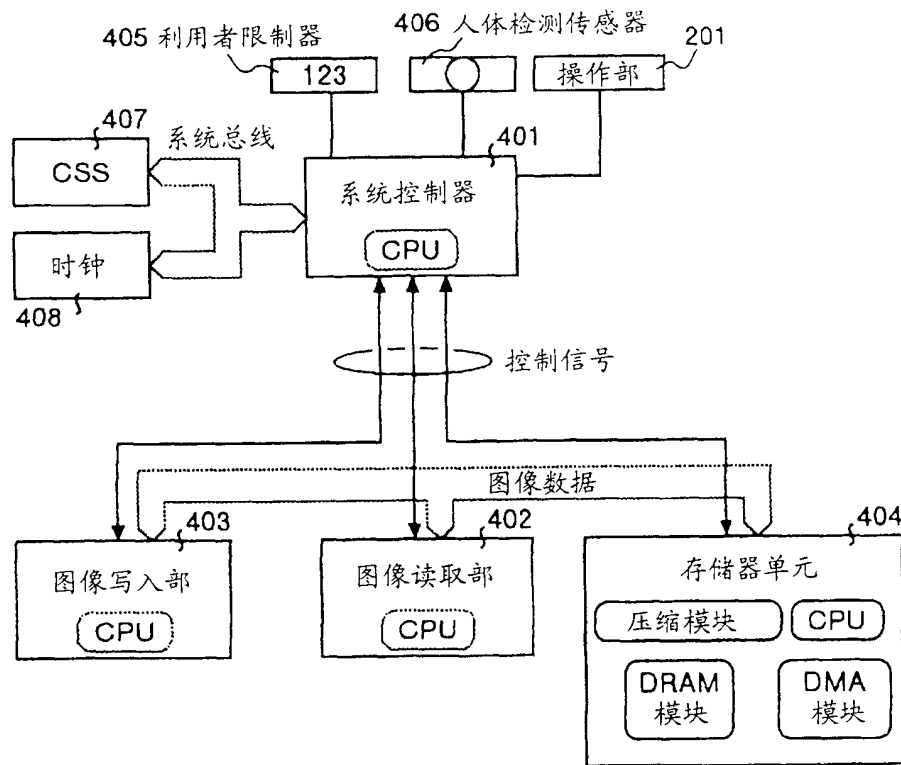 405 利用者限制器
123
406 人体检测传感器
201
操作部
407
CSS
系统总线
401
系统控制器
CPU
时钟
408
控制信号
图像数据
403
图像写入部
CPU
402
图像读取部
CPU
404
存储器单元
压缩模块
CPU
DRAM
模块
DMA
模块